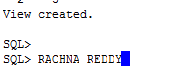 View created.
SQL>
SQL> RACHNA REDDY